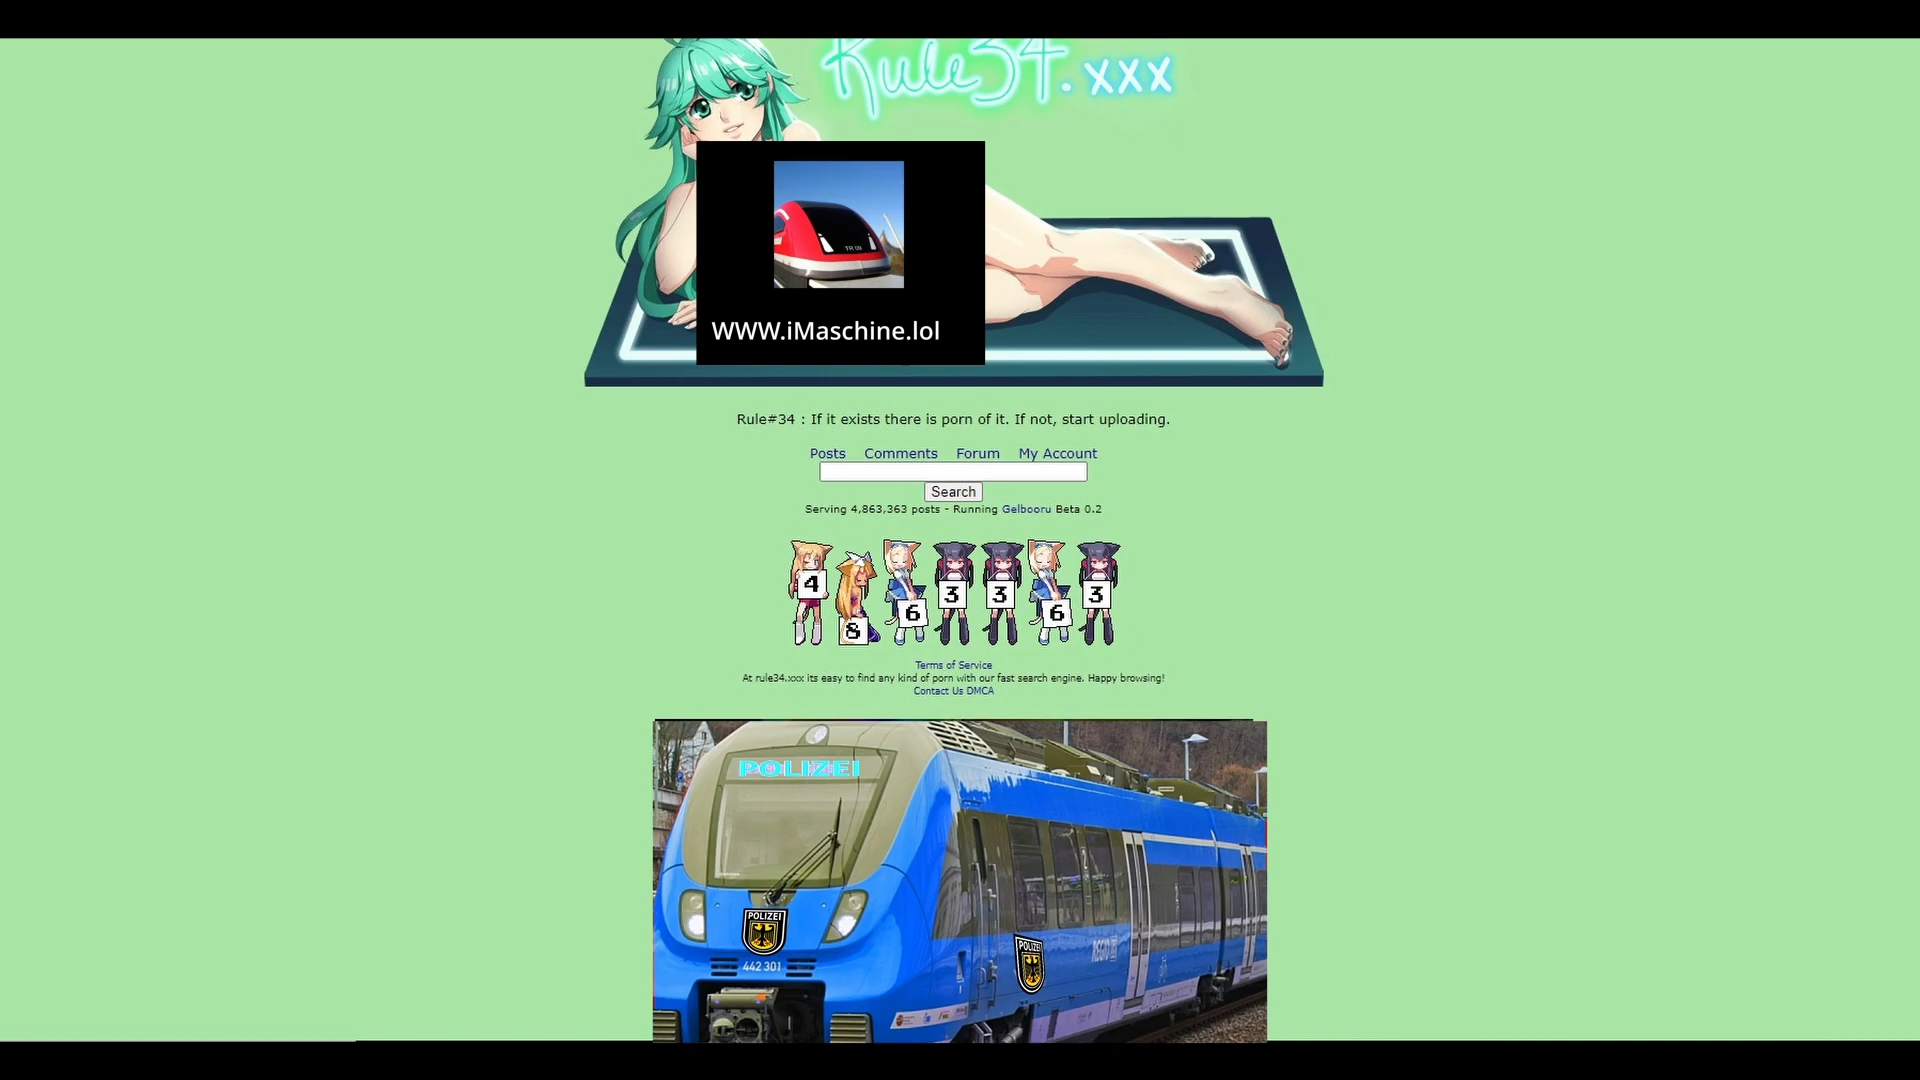 Rule34.xxx
TR 09
WWW.iMaschine.lol
Rule#34 : If it exists there is porn of it. If not, start uploading.
Posts Comments Forum My Account
Search
Serving 4,863,363 posts - Running Gelbooru Beta 0.2
4 8 6 3 3 6 3
Terms of Service
At rule34.xxx its easy to find any kind of porn with our fast search engine. Happy browsing!
Contact Us DMCA
POLIZEI
POLIZEI
442 301
POLIZEI
REGIO